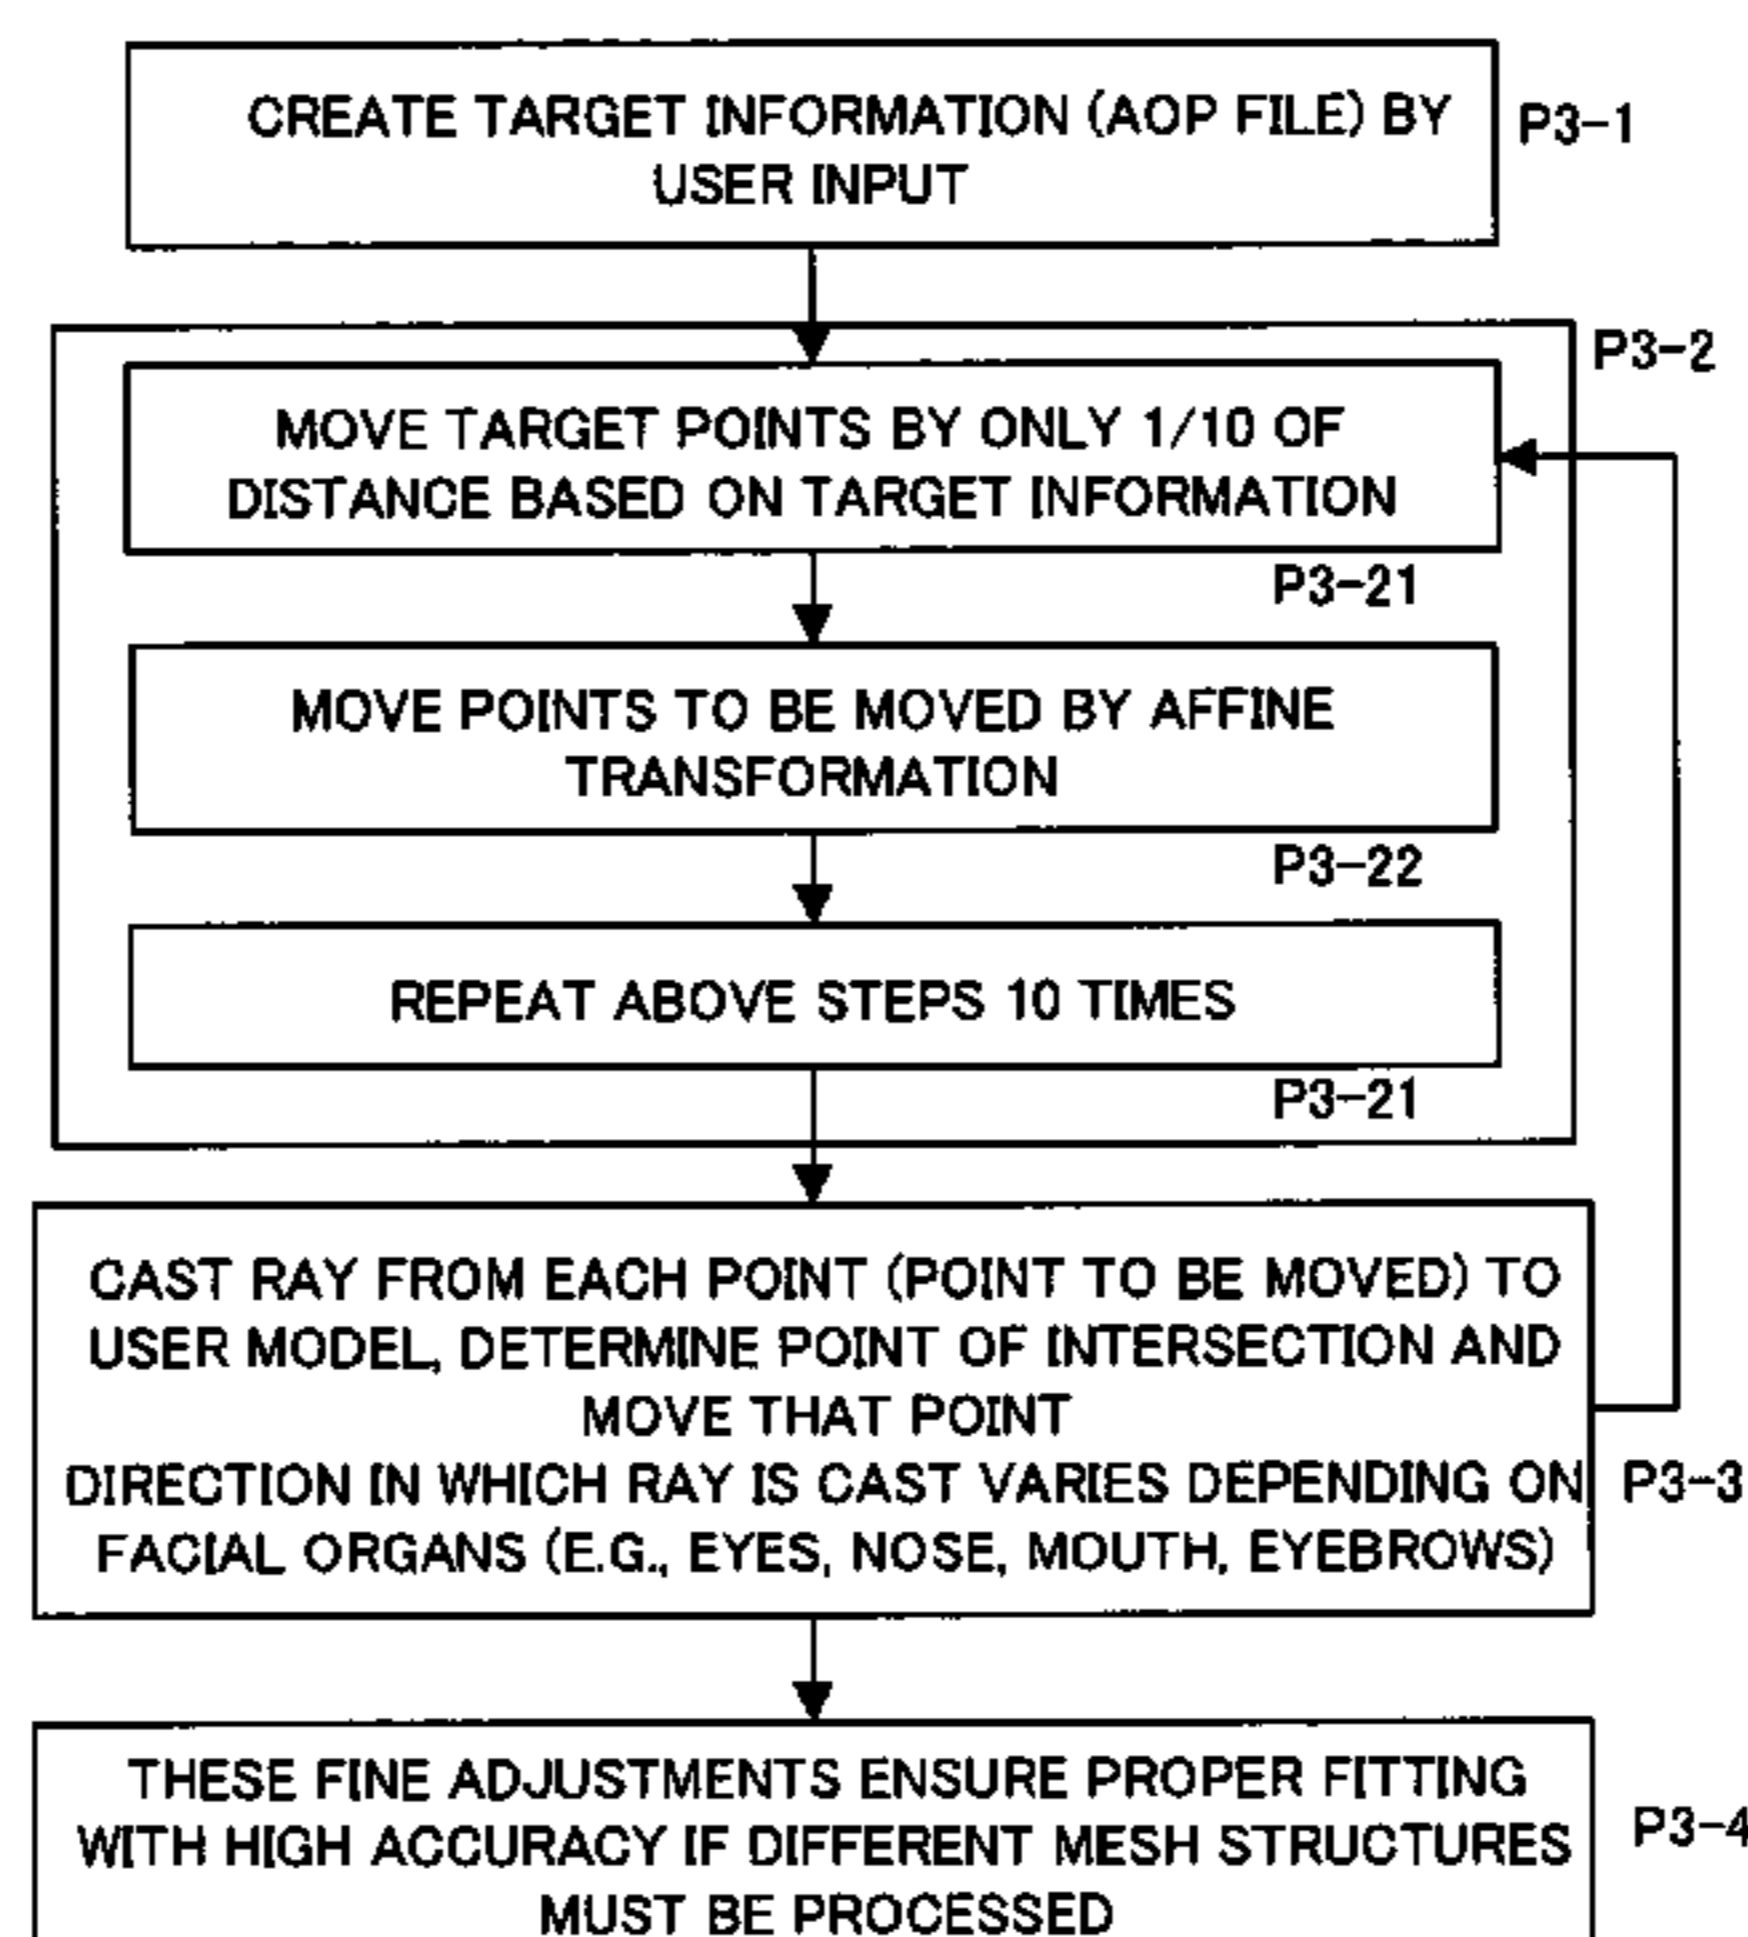 CREATE TARGET INFORMATION (AOP FILE) BY
USER INPUT
P3-1
P3-2
MOVE TARGET POINTS BY ONLY 1/10 OF
DISTANCE BASED ON TARGET INFORMATION
P3-21
MOVE POINTS TO BE MOVED BY AFFINE
TRANSFORMATION
P3-22
REPEAT ABOVE STEPS 10 TIMES
P3-21
CAST RAY FROM EACH POINT (POINT TO BE MOVED) TO
USER MODEL, DETERMINE POINT OF INTERSECTION AND
MOVE THAT POINT
DIRECTION IN WHICH RAY IS CAST VARIES DEPENDING ON
FACIAL ORGANS (E.G., EYES, NOSE, MOUTH, EYEBROWS)
P3-3
THESE FINE ADJUSTMENTS ENSURE PROPER FITTING
WITH HIGH ACCURACY IF DIFFERENT MESH STRUCTURES
MUST BE PROCESSED
P3-4